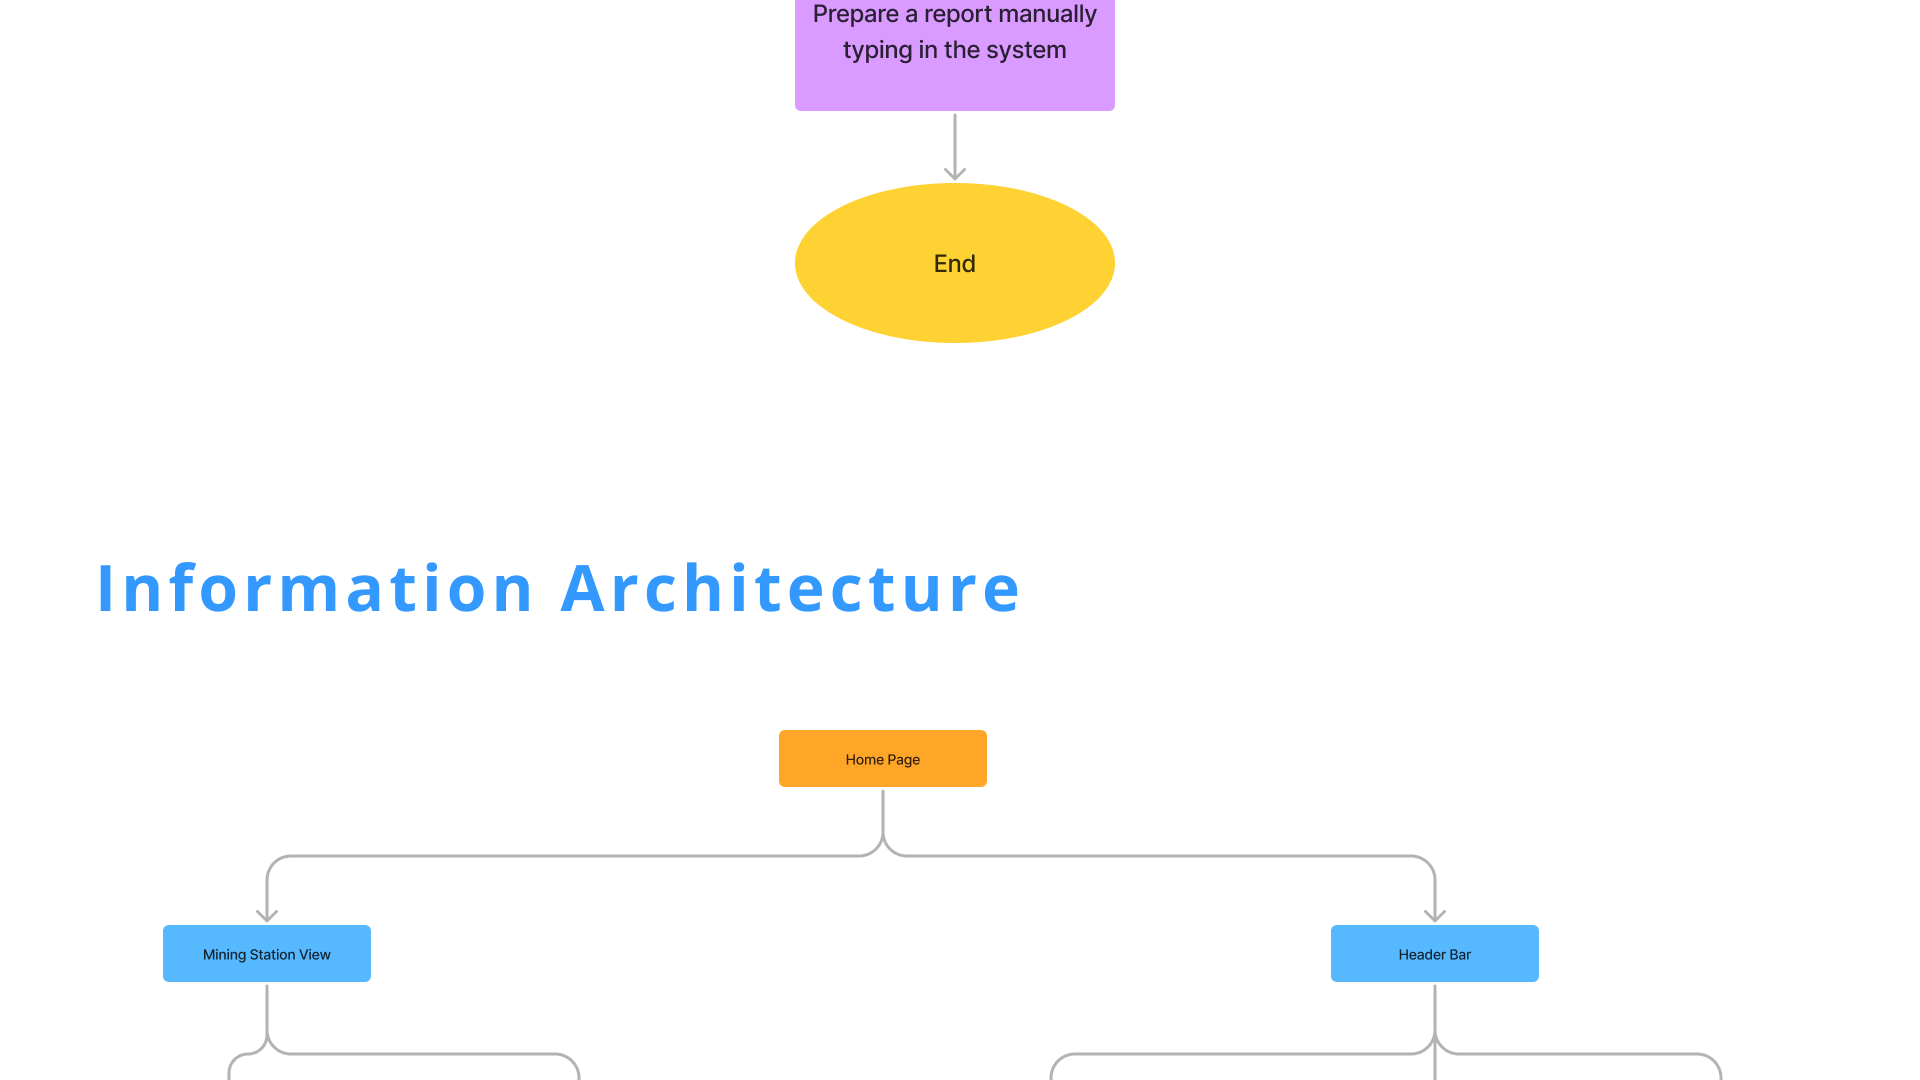 Prepare a report manually
typing in the system
End
Information Architecture
Home Page
Mining Station View
Header Bar